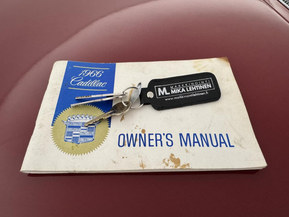 1966
Cadillac
OWNER'S MANUAL
M.
MIKA LEHTINEN